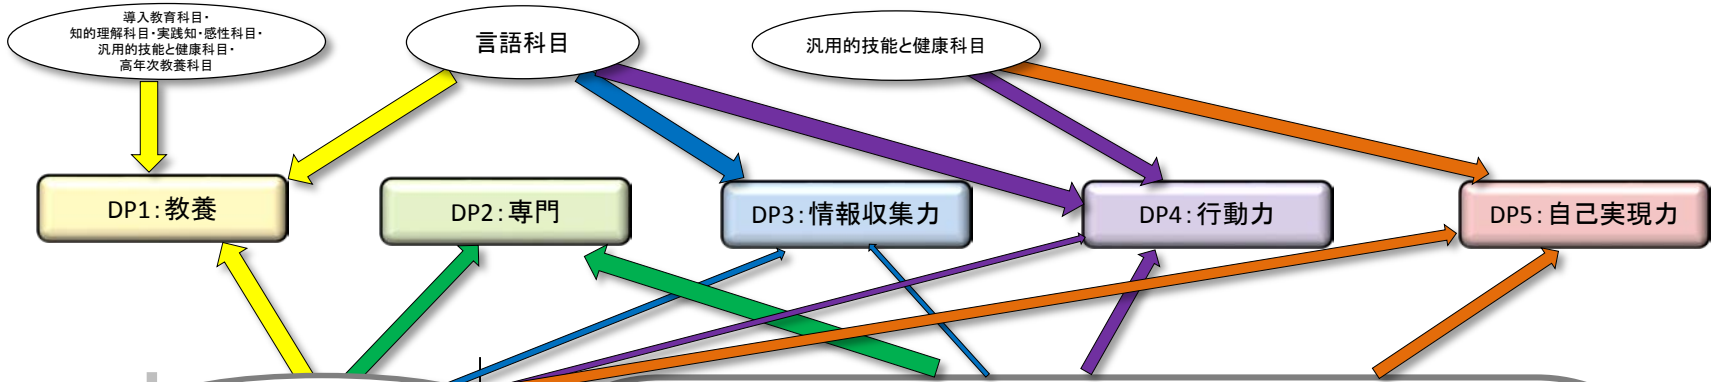 導入教育科目・
知的理解科目・実践知・感性科目・
汎用的技能と健康科目・
高年次教養科目
言語科目
汎用的技能と健康科目
DP1：教養
DP2：専門
DP3：情報収集力
DP4：行動力
DP5：自己実現力